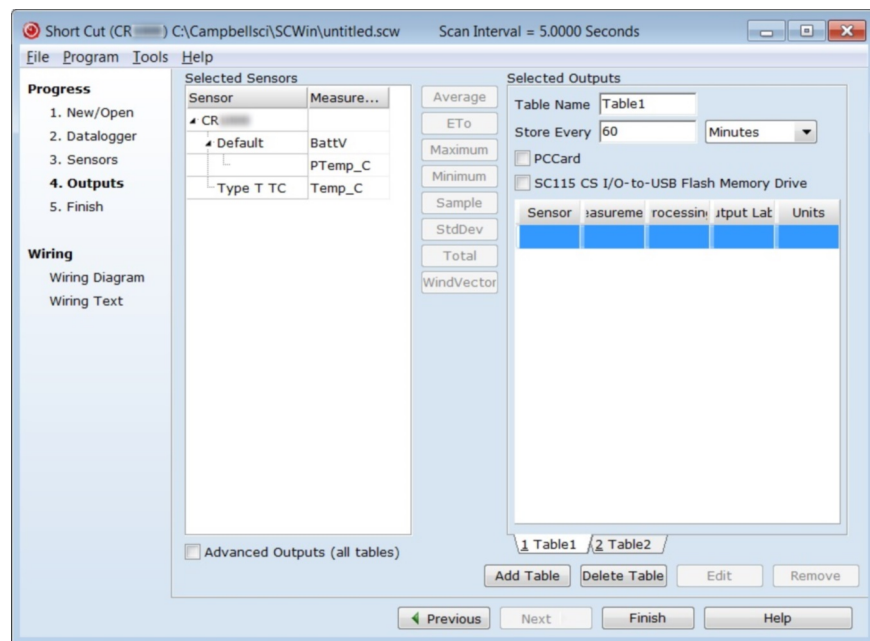 Short Cut (CR ) C:\Campbellsci\SCWin\untitled.scw Scan Interval = 5.0000 Seconds
File Program Tools Help
Progress
1. New/Open
2. Datalogger
3. Sensors
4. Outputs
5. Finish
Wiring
Wiring Diagram
Wiring Text
Selected Sensors
Sensor Measure...
CR
Default BattV
PTemp_C
Type T TC Temp_C
Advanced Outputs (all tables)
Average
ETo
Maximum
Minimum
Sample
StdDev
Total
WindVector
Selected Outputs
Table Name Table1
Store Every 60 Minutes
PCCard
SC115 CS I/O-to-USB Flash Memory Drive
Sensor easureme rocessin utput Lab Units
1 Table1 2 Table2
Add Table Delete Table Edit Remove
Previous Next Finish Help